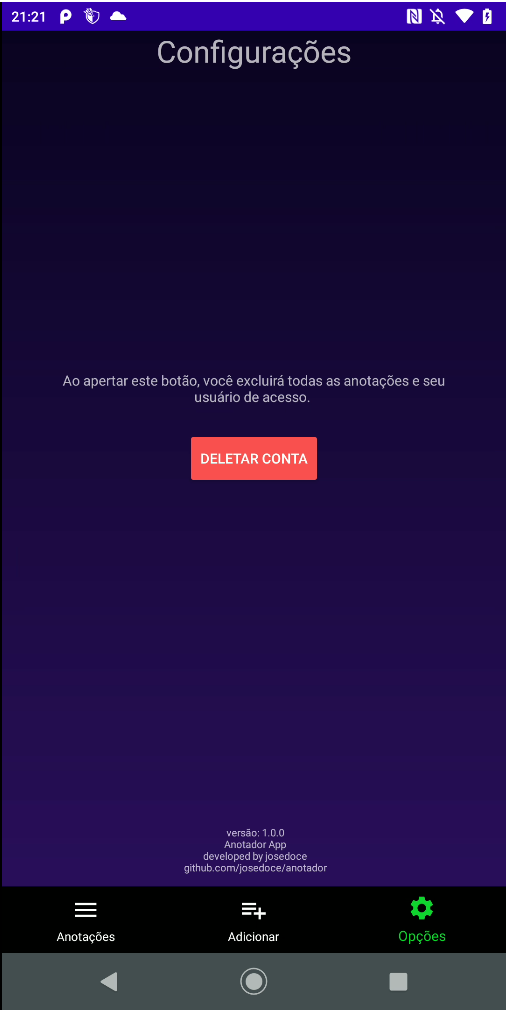 21:21
Configurações
Ao apertar este botão, você excluirá todas as anotações e seu
usuário de acesso.
DELETAR CONTA
versão: 1.0.0
Anotador App
developed by josedoce
github.com/josedoce/anotador
Anotações
Adicionar
Opções